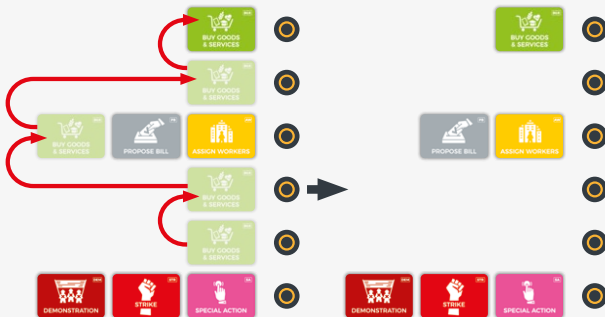 BUY GOODS
& SERVICES
BUY GOODS
& SERVICES
BUY GOODS
& SERVICES
BUY GOODS
& SERVICES
PROPOSE BILL
ASSIGN WORKERS
PROPOSE BILL
ASSIGN WORKERS
BUY GOODS
& SERVICES
BUY GOODS
& SERVICES
DEMONSTRATION
STRIKE
SPECIAL ACTION
DEMONSTRATION
STRIKE
SPECIAL ACTION